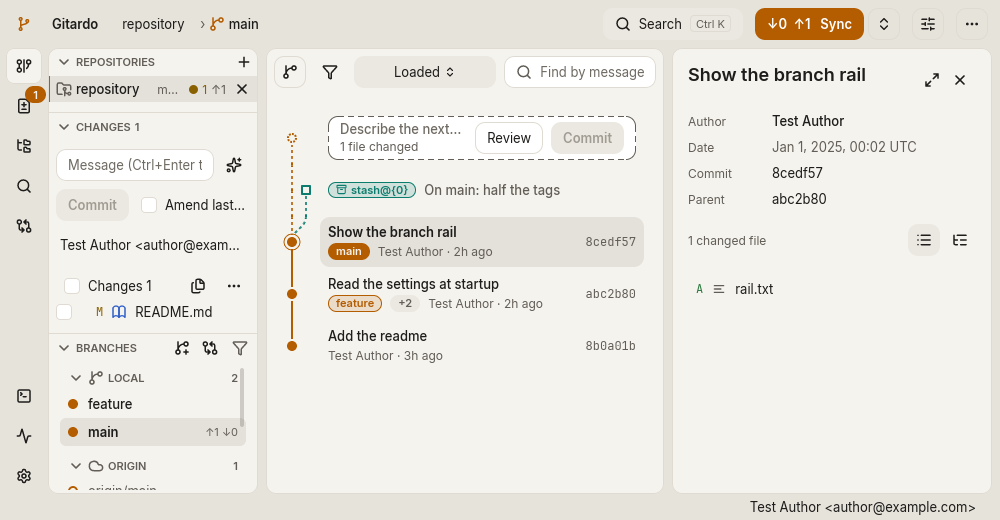 Gitardo repository › main Search Ctrl K ↓0 ↑1 Sync
REPOSITORIES
1
repository m... 1 ↑1
CHANGES 1
Message (Ctrl+Enter t
Commit Amend last...
Test Author <author@exam...
Changes 1
M README.md
BRANCHES
LOCAL 2
feature
main ↑1 ↓0
ORIGIN 1
origin/main
Loaded Find by message
Describe the next...
1 file changed
Review Commit
stash@{0} On main: half the tags
Show the branch rail
main Test Author · 2h ago 8cedf57
Read the settings at startup
feature +2 Test Author · 2h ago abc2b80
Add the readme
Test Author · 3h ago 8b0a01b
Show the branch rail
Author Test Author
Date Jan 1, 2025, 00:02 UTC
Commit 8cedf57
Parent abc2b80
1 changed file
A rail.txt
Test Author <author@example.com>